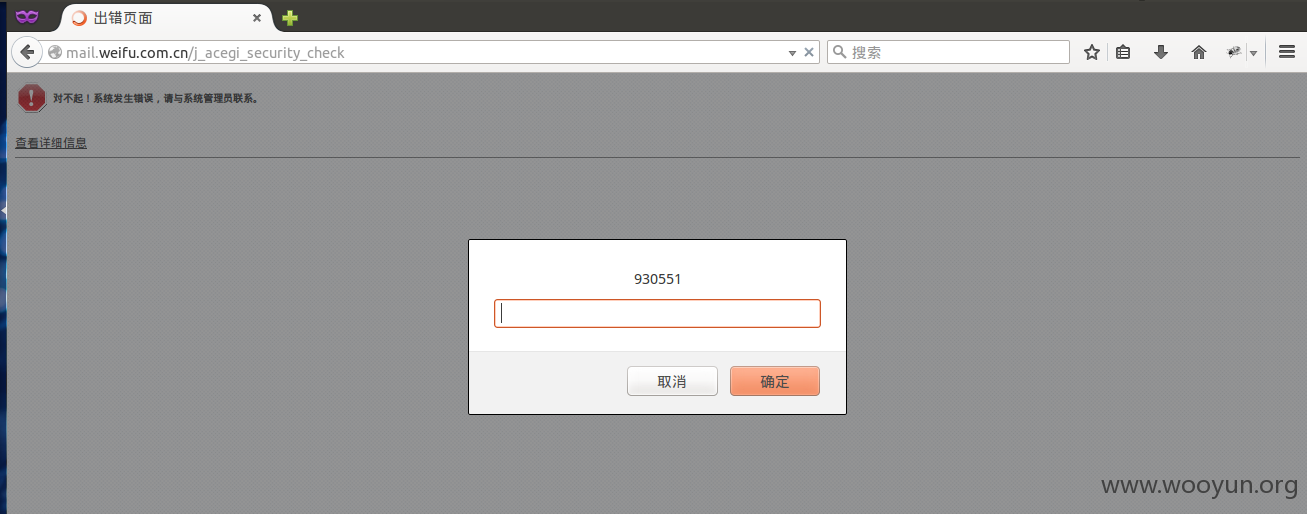 出错页面
mail.weifu.com.cn/j_acegi_security_check
搜索
对不起！系统发生错误，请与系统管理员联系。
查看详细信息
930551
取消
确定
www.wooyun.org